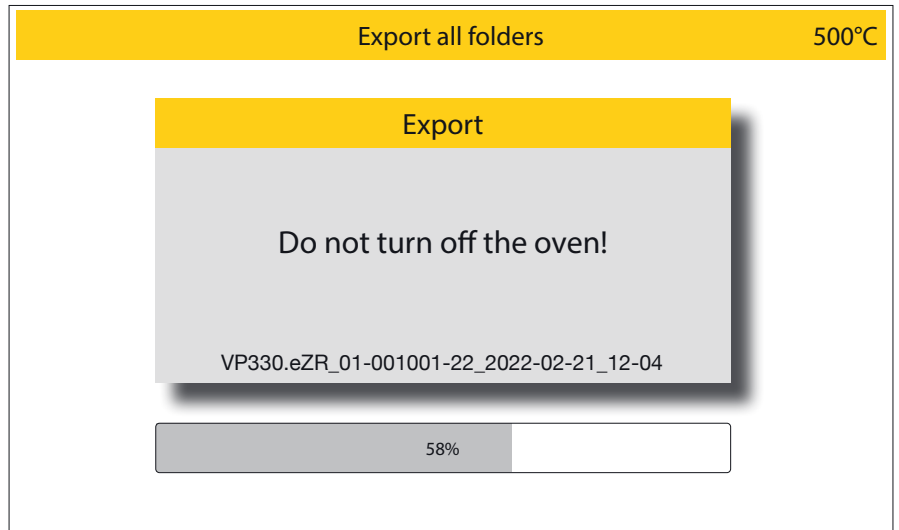 Export all folders 500°C
Export
Do not turn off the oven!
VP330.eZR_01-001001-22_2022-02-21_12-04
58%